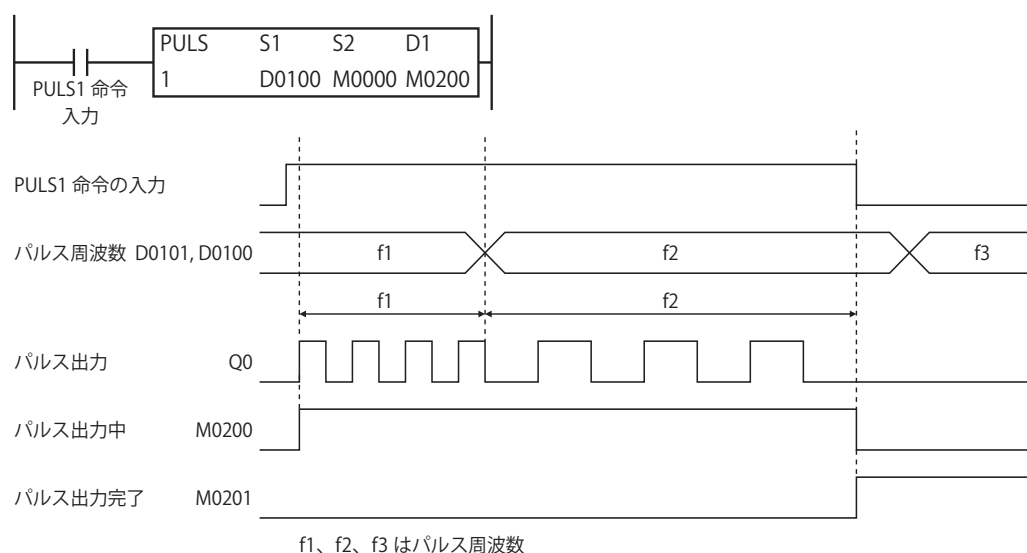 PULS S1 S2 D1
1 D0100 M0000 M0200
PULS1 命令
入力
PULS1 命令の入力
パルス周波数 D0101, D0100 f1 f2 f3
f1 f2
パルス出力 Q0
パルス出力中 M0200
パルス出力完了 M0201
f1、f2、f3 はパルス周波数